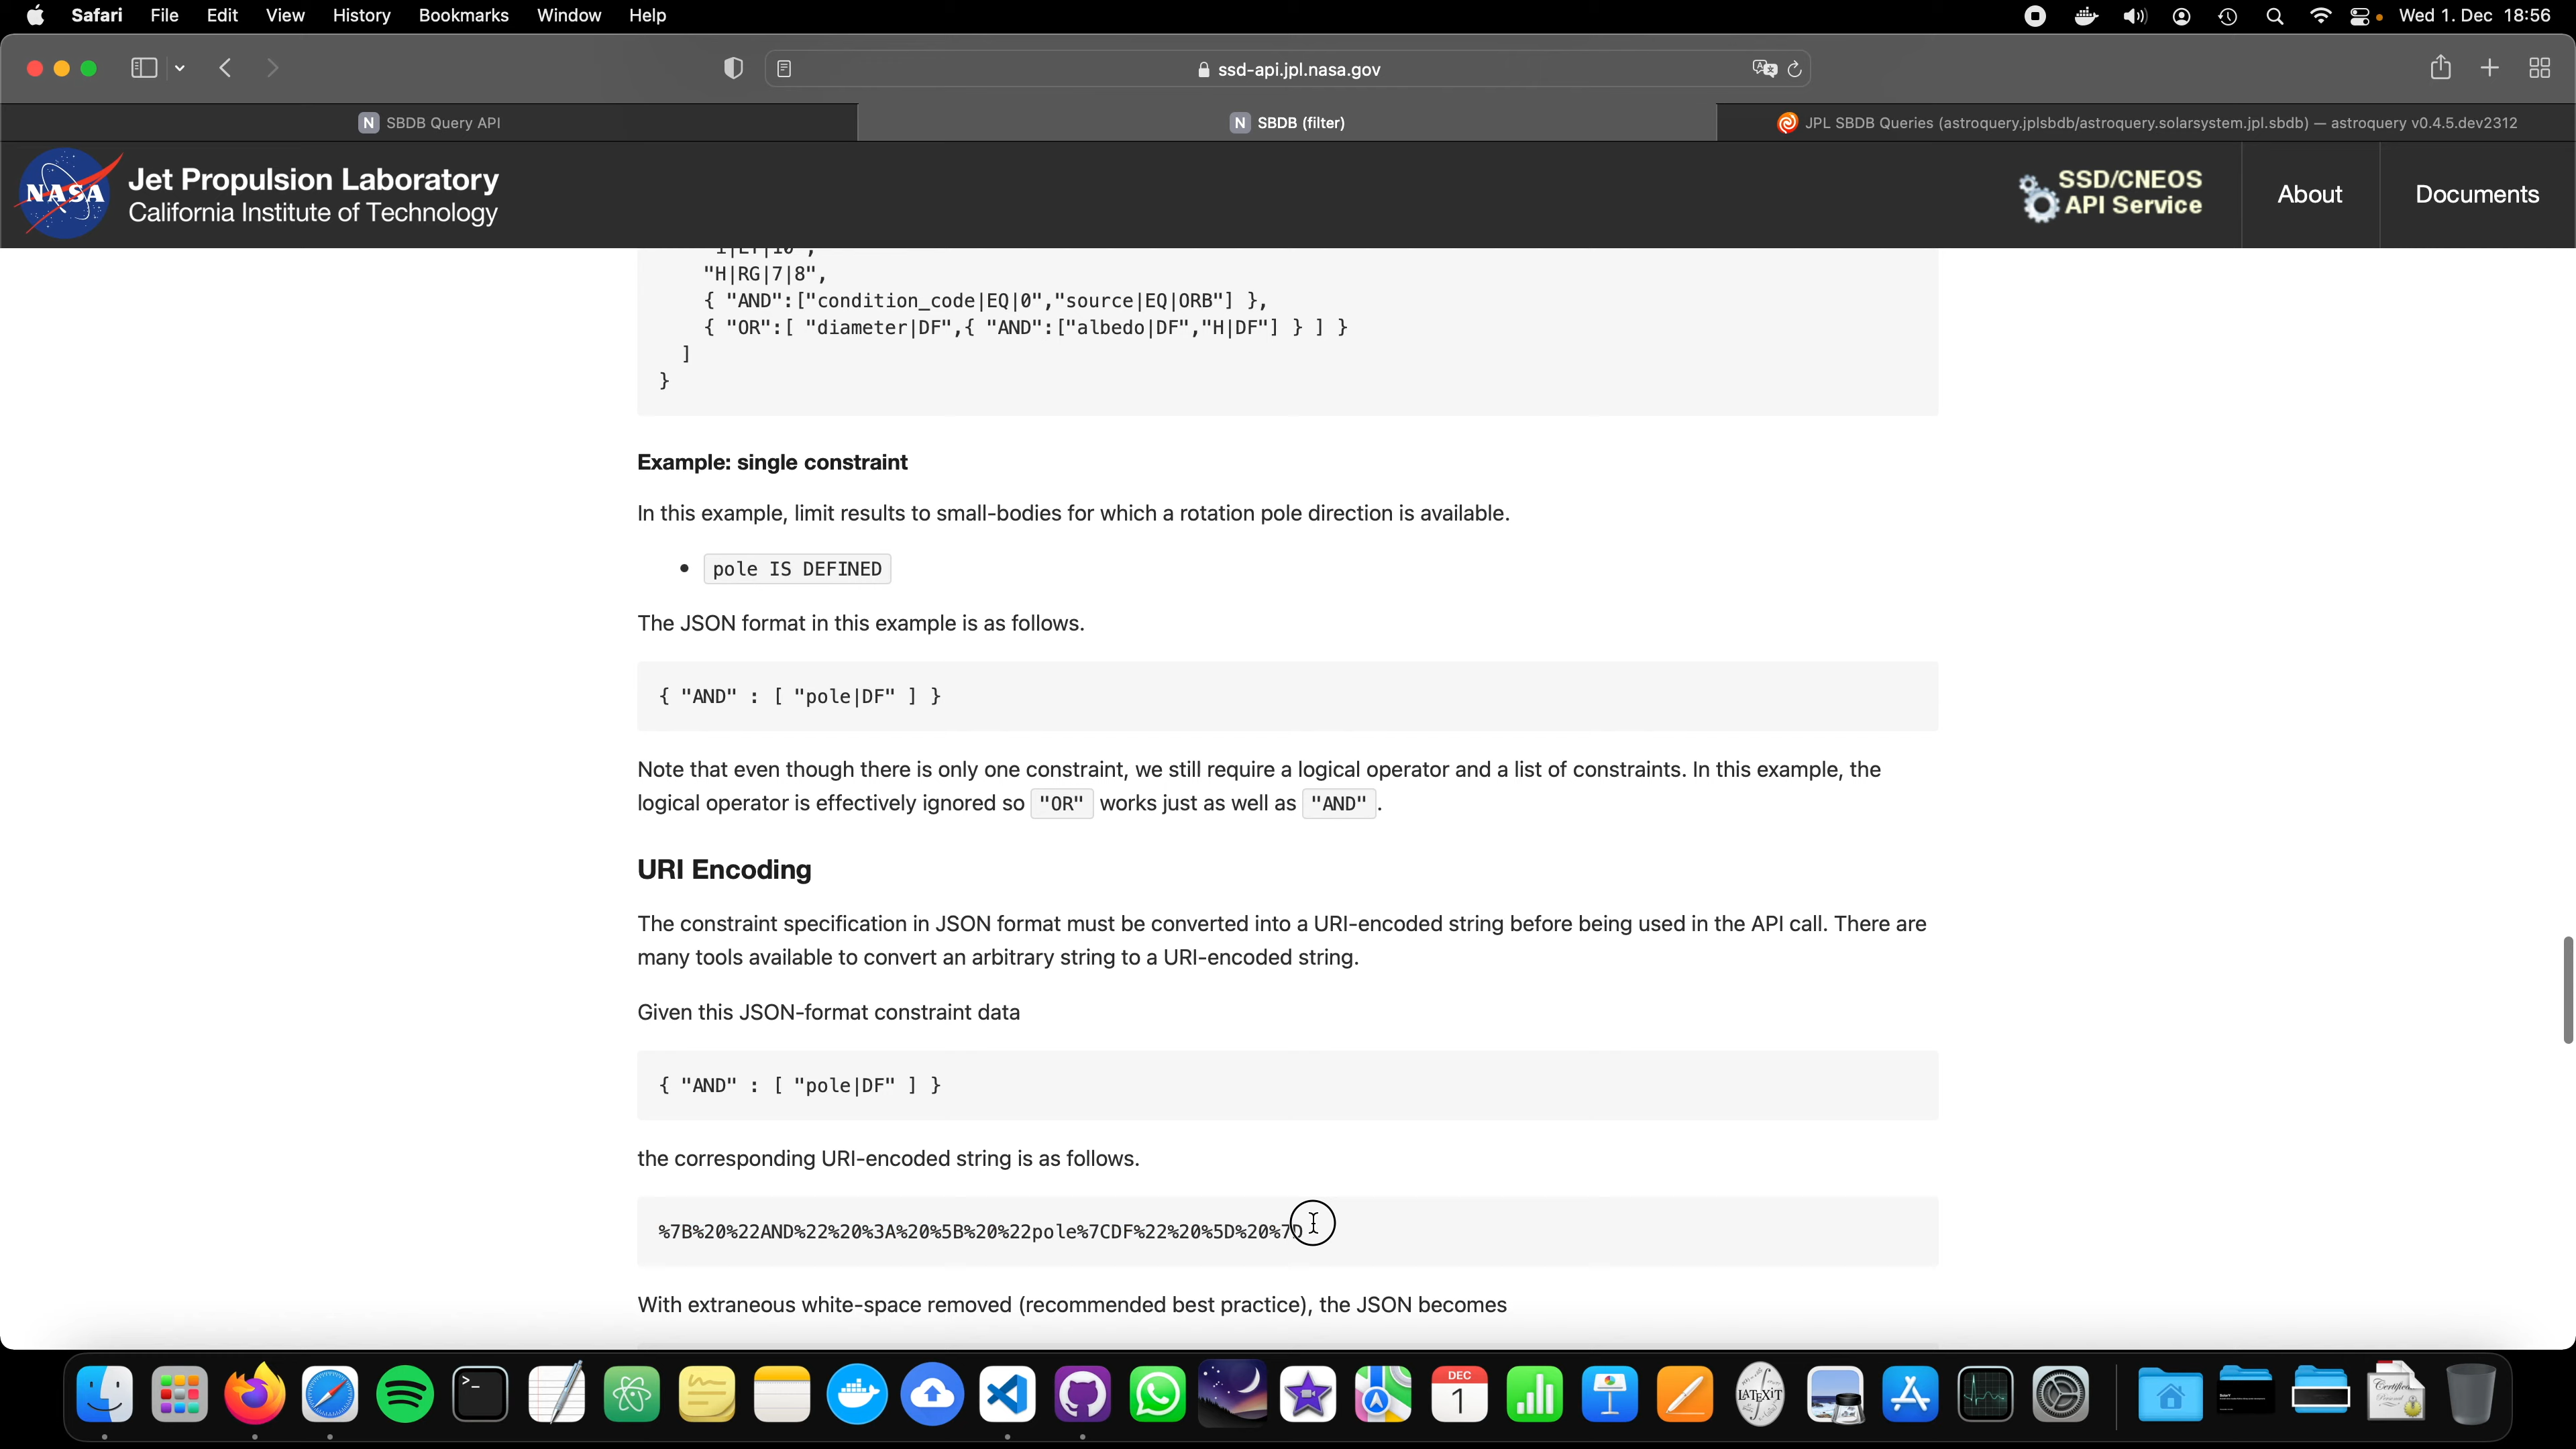 Safari File Edit View History Bookmarks Window Help Wed 1. Dec 18:56
ssd-api.jpl.nasa.gov
N SBDB Query API
N SBDB (filter)
JPL SBDB Queries (astroquery.jplsbdb/astroquery.solarsystem.jpl.sbdb) — astroquery v0.4.5.dev2312
NASA
Jet Propulsion Laboratory
California Institute of Technology
SSD/CNEOS
API Service
About
Documents
"H|RG|7|8",
{ "AND":["condition_code|EQ|0","source|EQ|ORB"] },
{ "OR":[ "diameter|DF",{ "AND":["albedo|DF","H|DF"] } ] }
]
}
Example: single constraint
In this example, limit results to small-bodies for which a rotation pole direction is available.
• pole IS DEFINED
The JSON format in this example is as follows.
{ "AND" : [ "pole|DF" ] }
Note that even though there is only one constraint, we still require a logical operator and a list of constraints. In this example, the
logical operator is effectively ignored so "OR" works just as well as "AND".
URI Encoding
The constraint specification in JSON format must be converted into a URI-encoded string before being used in the API call. There are
many tools available to convert an arbitrary string to a URI-encoded string.
Given this JSON-format constraint data
{ "AND" : [ "pole|DF" ] }
the corresponding URI-encoded string is as follows.
%7B%20%22AND%22%20%3A%20%5B%20%22pole%7CDF%22%20%5D%20%7D
With extraneous white-space removed (recommended best practice), the JSON becomes
DEC
1
LATEXiT